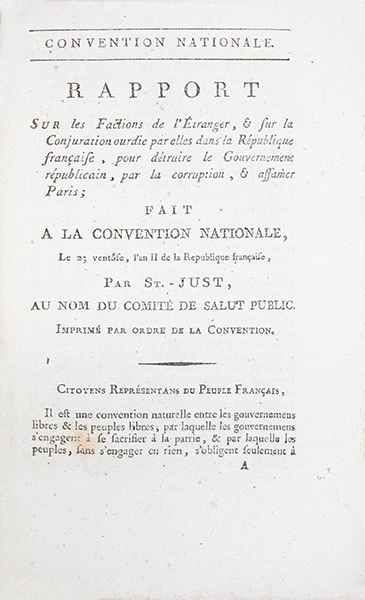 CONVENTION NATIONALE.
RAPPORT
SUR les Factions de l'Étranger, & ſur la
Conjuration ourdie par elles dans la République
françaiſe, pour détruire le Gouvernement
républicain, par la corruption, & affamer
Paris;
FAIT
A LA CONVENTION NATIONALE,
Le 23 ventôſe, l'an II de la Republique françaiſe,
PAR ST.-JUST,
AU NOM DU COMITÉ DE SALUT PUBLIC.
IMPRIMÉ PAR ORDRE DE LA CONVENTION.
CITOYENS REPRÉSENTANS DU PEUPLE FRANÇAIS,
Il eſt une convention naturelle entre les gouvernemens
libres & les peuples libres, par laquelle les gouvernemens
s'engagent à ſe ſacrifier à la patrie, & par laquelle les
peuples, ſans s'engager en rien, s'obligent ſeulement à
A